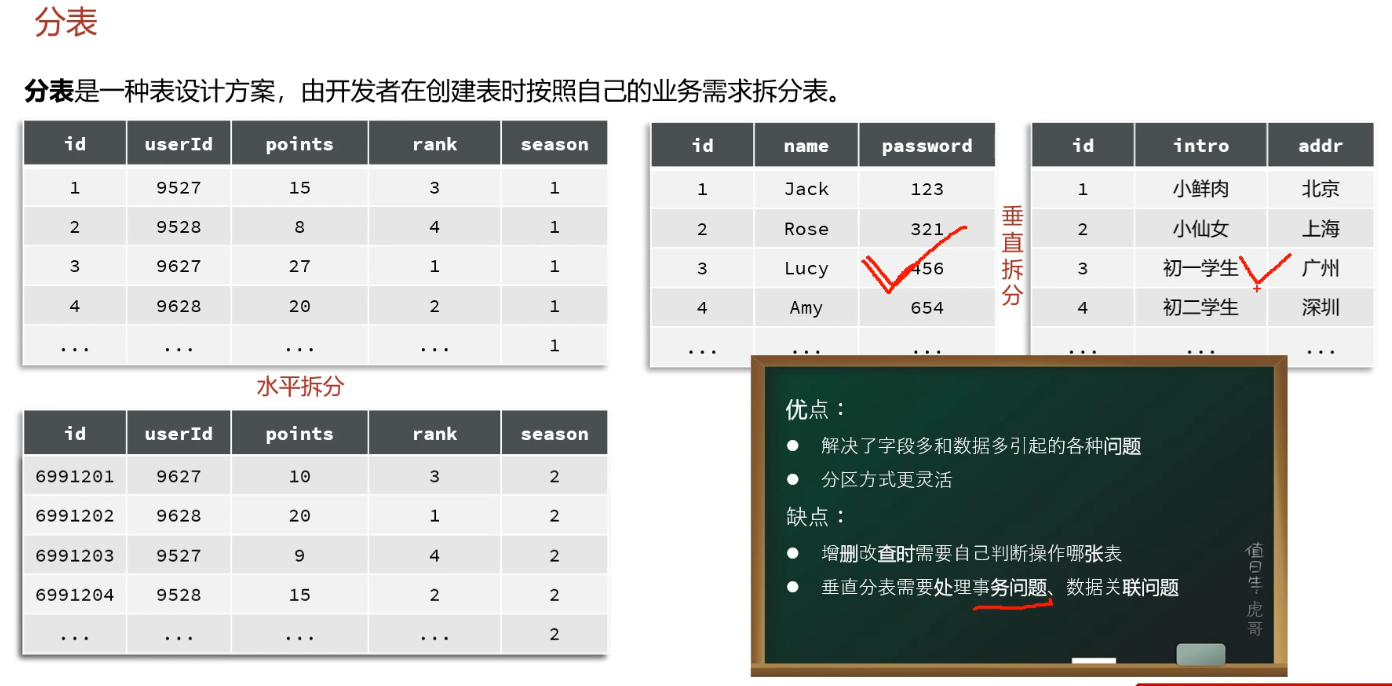 分表
分表是一种表设计方案，由开发者在创建表时按照自己的业务需求拆分表。
id userId points rank season
1 9527 15 3 1
2 9528 8 4 1
3 9627 27 1 1
4 9628 20 2 1
... ... ... ... 1
水平拆分
id userId points rank season
6991201 9627 10 3 2
6991202 9628 20 1 2
6991203 9527 9 4 2
6991204 9528 15 2 2
... ... ... ... 2
id name password
1 Jack 123
2 Rose 321
3 Lucy 456
4 Amy 654
... ... ...
垂直拆分
id intro addr
1 小鲜肉 北京
2 小仙女 上海
3 初一学生 广州
4 初二学生 深圳
... ... ...
优点：
● 解决了字段多和数据多引起的各种问题
● 分区方式更灵活
缺点：
● 增删改查时需要自己判断操作哪张表
● 垂直分表需要处理事务问题、数据关联问题
值日生：虎哥